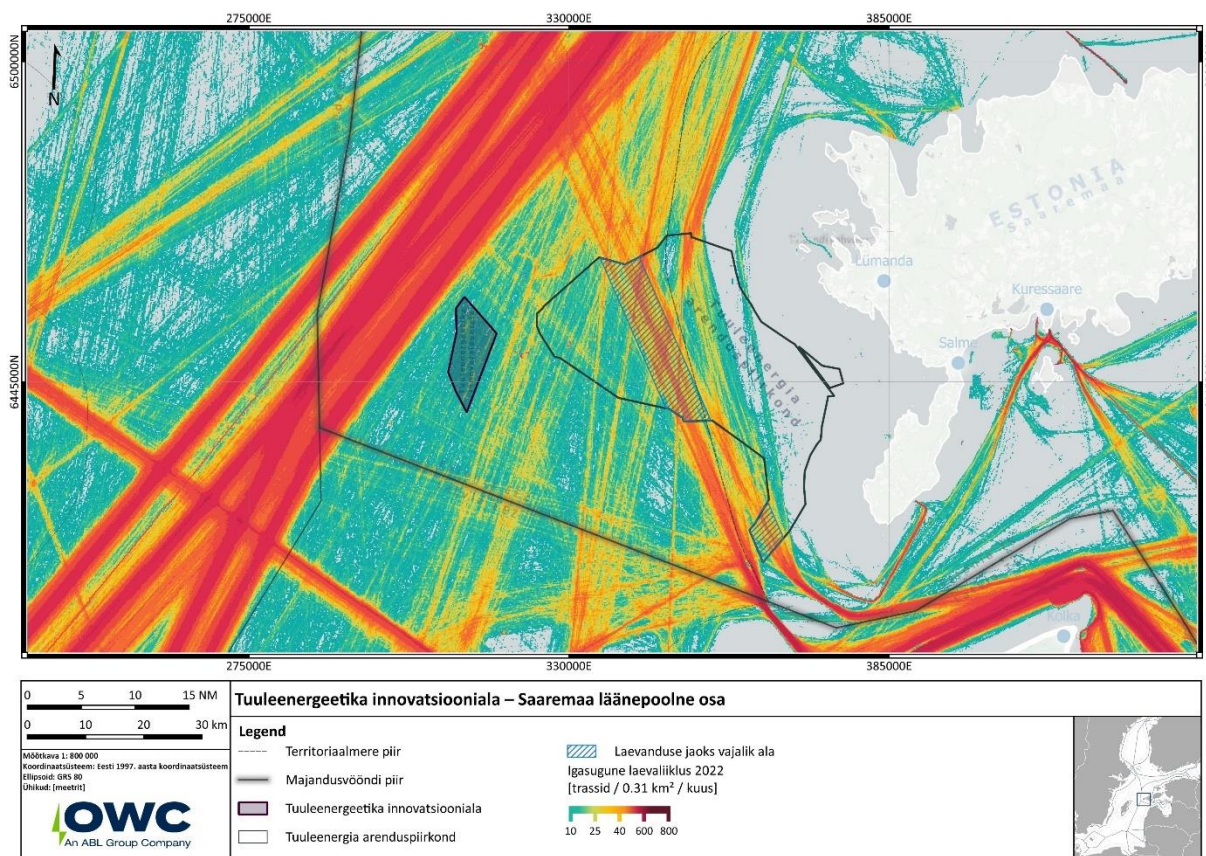 275000E 330000E 385000E
6500000N
N
ESTONIA
Saaremaa
Lümanda
Kuressaare
Salme
6445000N
Tuuleenergia
arenduspiirkond
Kolka
275000E 330000E 385000E
0 5 10 15 NM
0 10 20 30 km
Mõõtkava 1: 800 000
Koordinaatsüsteem: Eesti 1997. aasta koordinaatsüsteem
Ellipsoid: GRS 80
Ühikud: [meetrit]
OWC
An ABL Group Company
Tuuleenergeetika innovatsiooniala – Saaremaa läänepoolne osa
Legend
Territoriaalmere piir
Majandusvööndi piir
Tuuleenergeetika innovatsiooniala
Tuuleenergia arenduspiirkond
Laevanduse jaoks vajalik ala
Igasugune laevaliiklus 2022
[trassid / 0.31 km² / kuus]
10 25 40 600 800